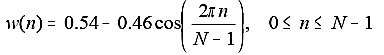 w(n) = 0.54 − 0.46 cos(2πn / (N − 1)), 0 ≤ n ≤ N − 1